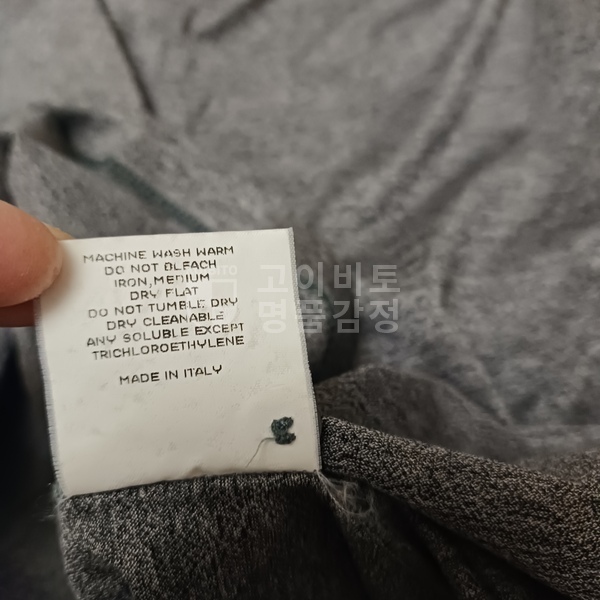 MACHINE WASH WARM
DO NOT BLEACH
IRON,MEDIUM
DRY FLAT
DO NOT TUMBLE DRY
DRY CLEANABLE
ANY SOLUBLE EXCEPT
TRICHLOROETHYLENE
MADE IN ITALY
고이비토
명품감정